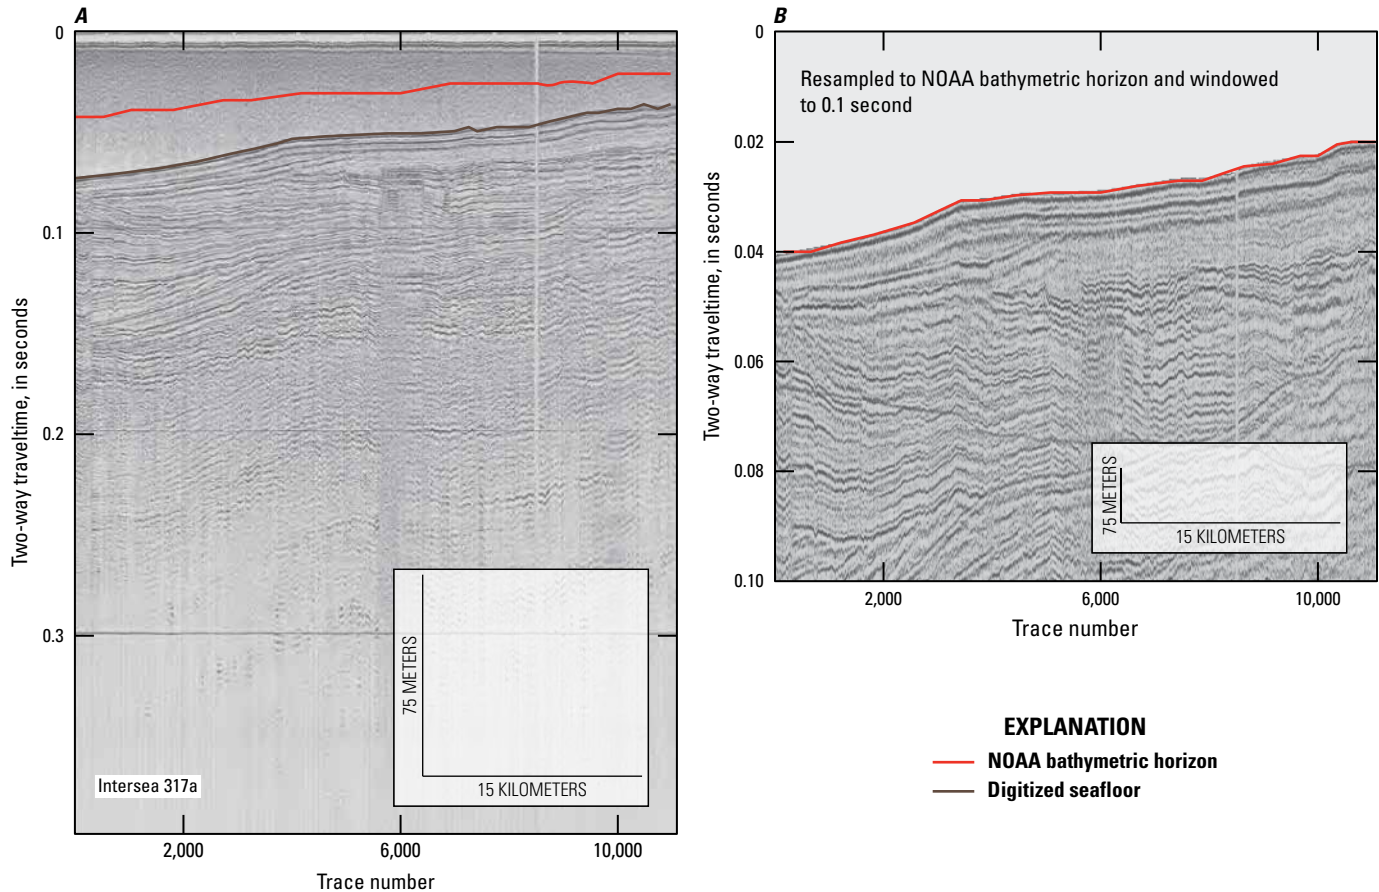 A
0
0.1
0.2
0.3
Two-way traveltime, in seconds
75 METERS
15 KILOMETERS
Intersea 317a
2,000
6,000
10,000
Trace number
B
0
Resampled to NOAA bathymetric horizon and windowed
to 0.1 second
0.02
0.04
0.06
0.08
0.10
Two-way traveltime, in seconds
75 METERS
15 KILOMETERS
2,000
6,000
10,000
Trace number
EXPLANATION
NOAA bathymetric horizon
Digitized seafloor